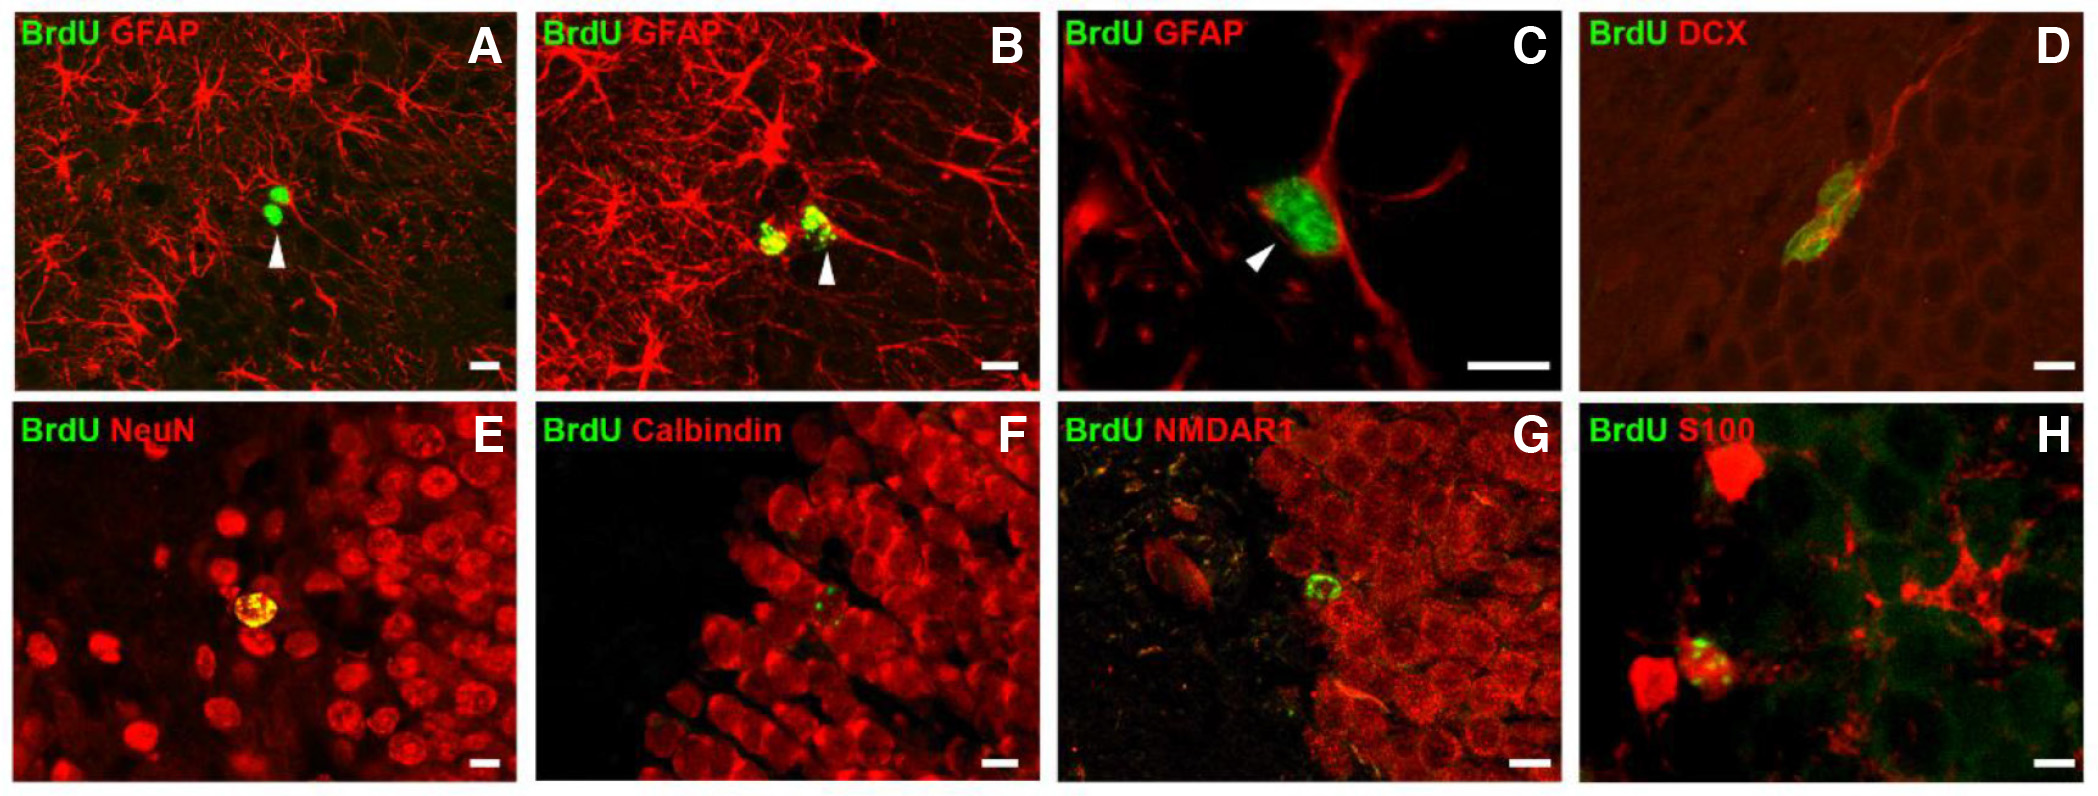 BrdU GFAP A
BrdU GFAP B
BrdU GFAP C
BrdU DCX D
BrdU NeuN E
BrdU Calbindin F
BrdU NMDAR1 G
BrdU S100 H